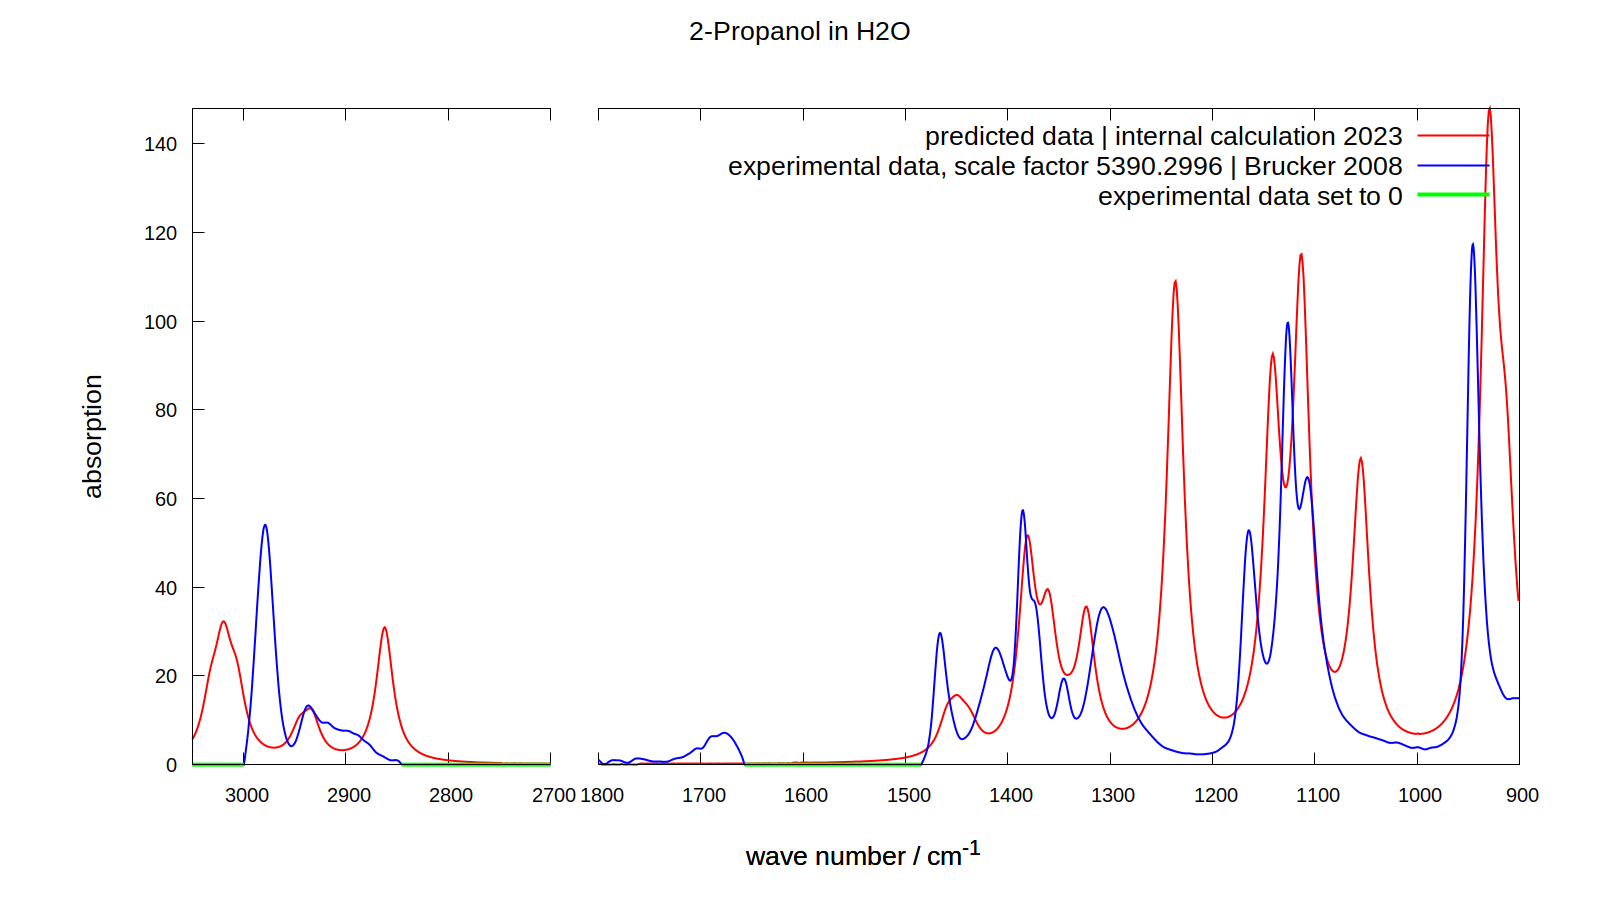 2-Propanol in H2O
predicted data | internal calculation 2023
experimental data, scale factor 5390.2996 | Brucker 2008
experimental data set to 0
140
120
100
80
60
40
20
0
absorption
3000 2900 2800 2700 1800 1700 1600 1500 1400 1300 1200 1100 1000 900
wave number / cm-1